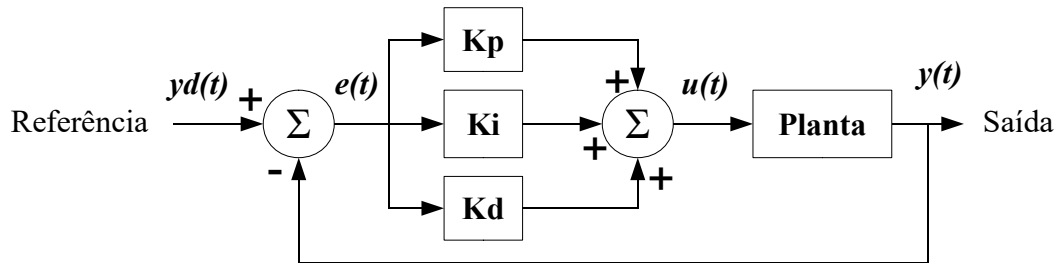 Kp
yd(t)
e(t)
u(t)
y(t)
+
+
Referência
Σ
Ki
Σ
Planta
Saída
+
-
+
Kd